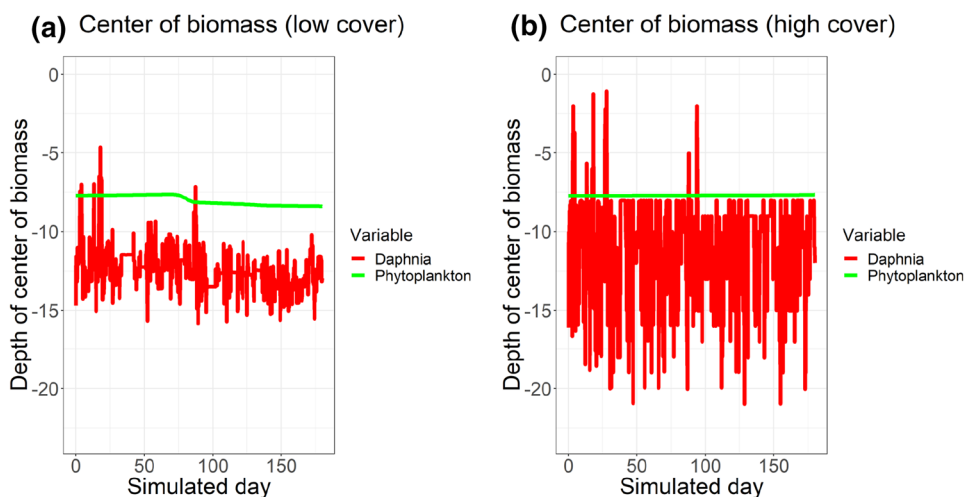 (a) Center of biomass (low cover)
Depth of center of biomass
0
-5
-10
-15
-20
0 50 100 150
Simulated day
Variable
Daphnia
Phytoplankton
(b) Center of biomass (high cover)
Depth of center of biomass
0
-5
-10
-15
-20
0 50 100 150
Simulated day
Variable
Daphnia
Phytoplankton